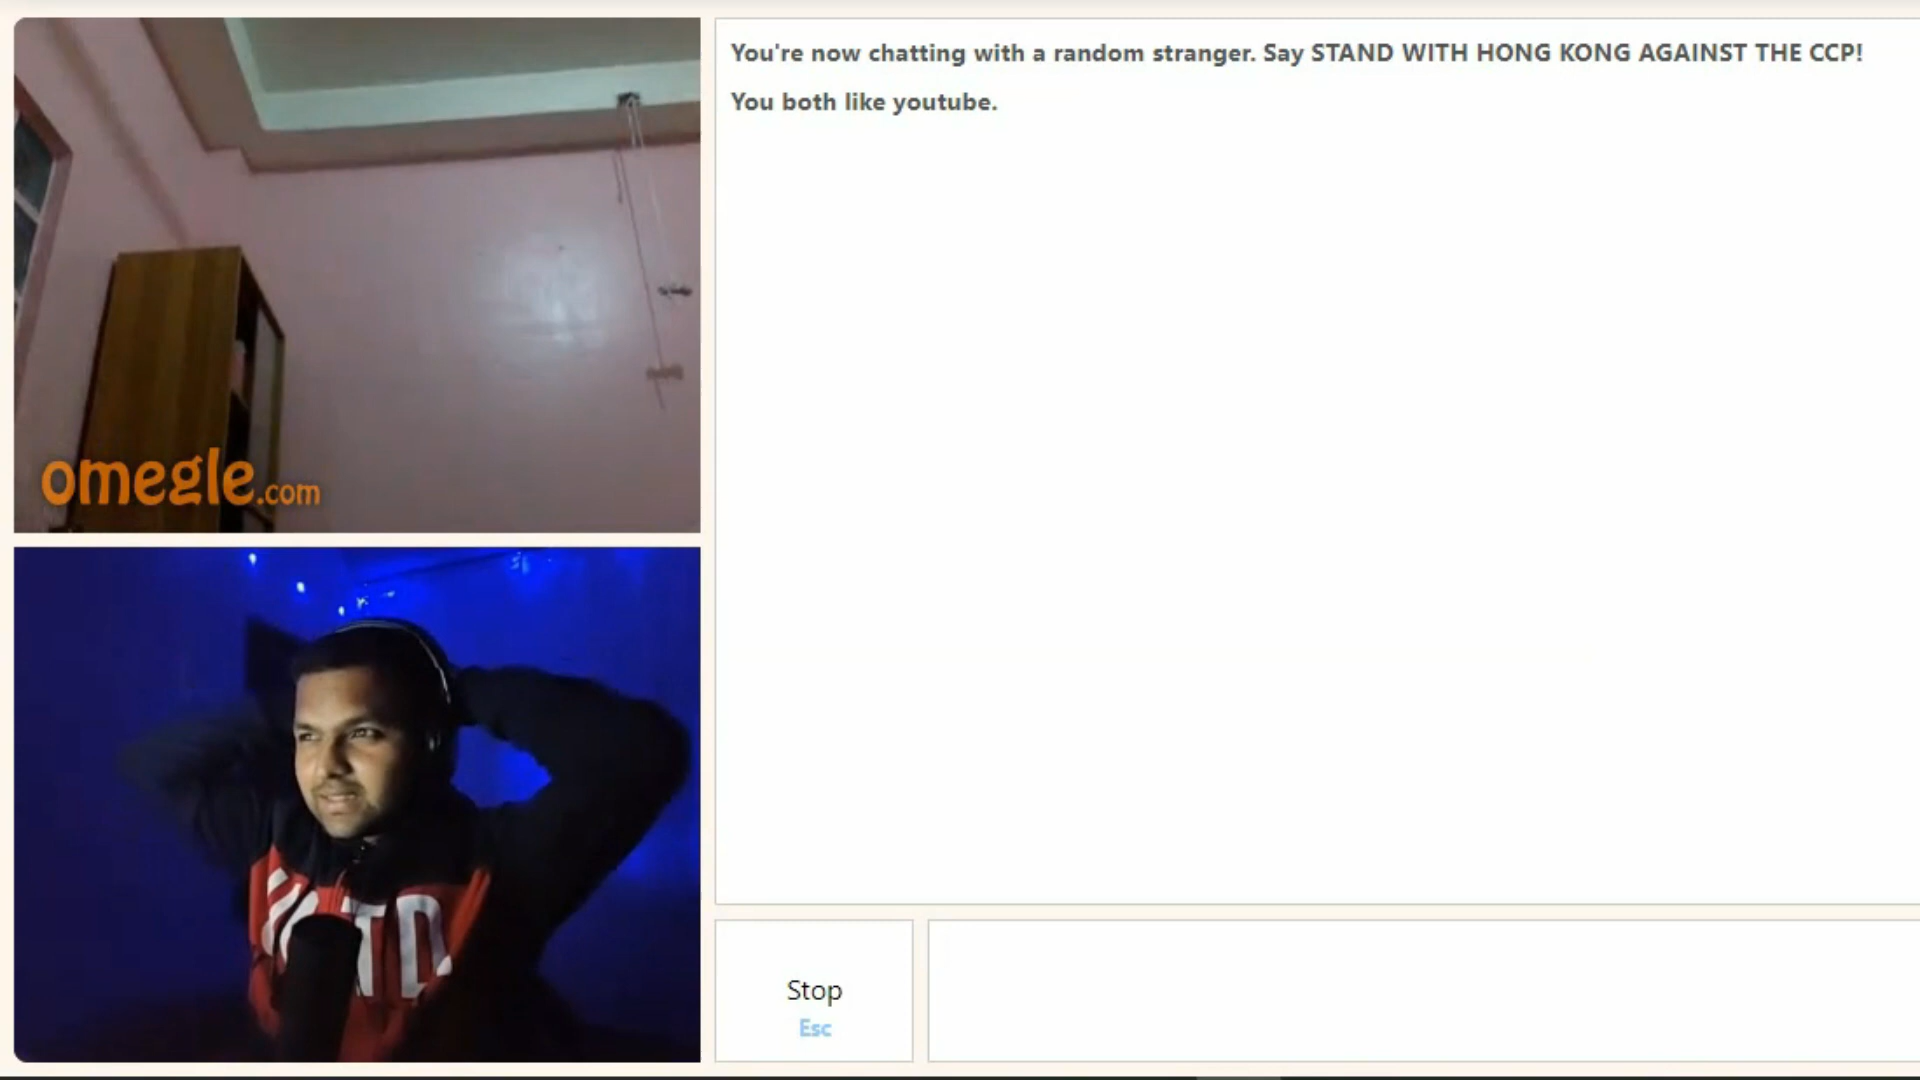 You're now chatting with a random stranger. Say STAND WITH HONG KONG AGAINST THE CCP!
You both like youtube.
omegle.com
Stop
Esc